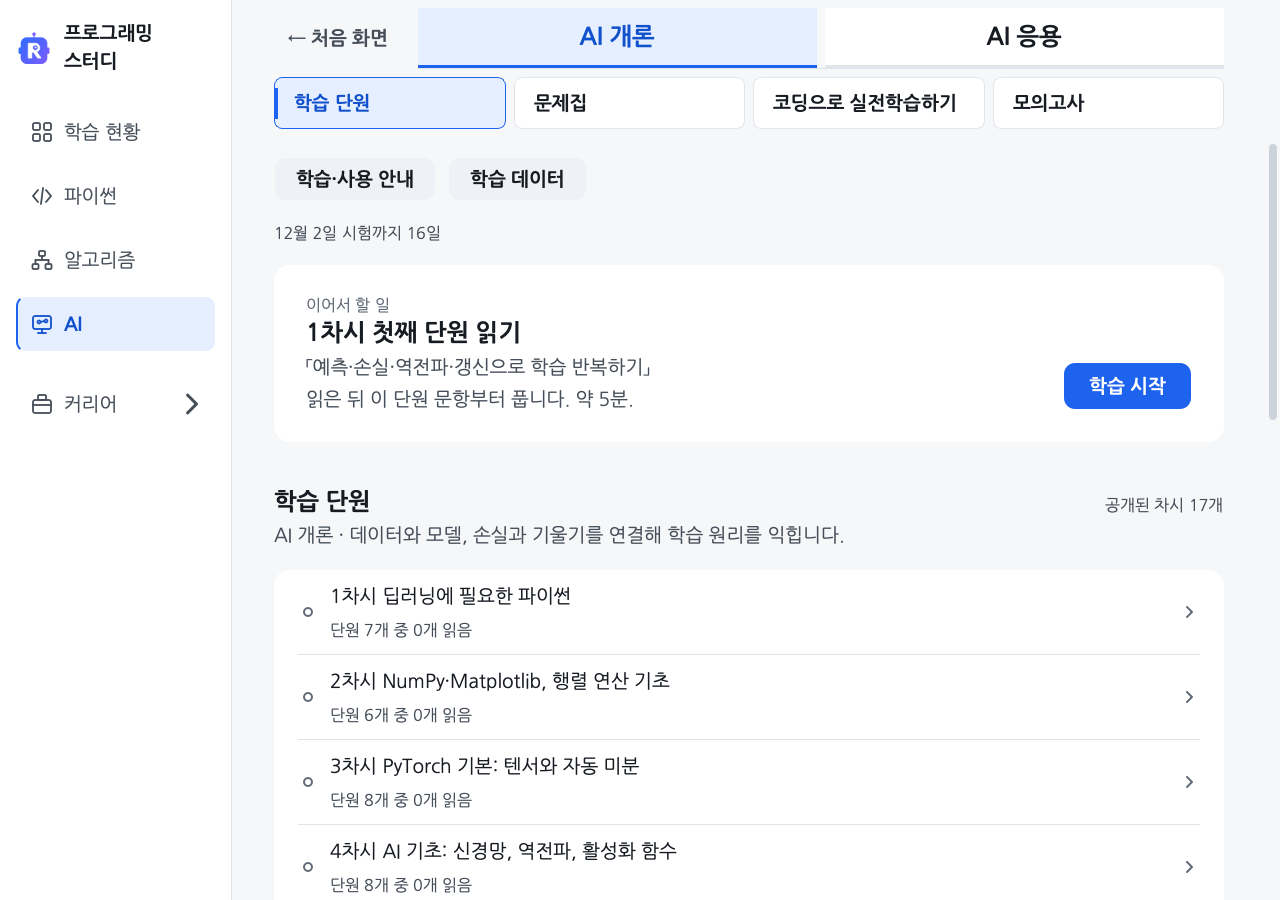 프로그래밍
스터디
학습 현황
파이썬
알고리즘
AI
커리어
← 처음 화면
AI 개론
AI 응용
학습 단원
문제집
코딩으로 실전학습하기
모의고사
학습·사용 안내
학습 데이터
12월 2일 시험까지 16일
이어서 할 일
1차시 첫째 단원 읽기
「예측·손실·역전파·갱신으로 학습 반복하기」
읽은 뒤 이 단원 문항부터 풉니다. 약 5분.
학습 시작
학습 단원
공개된 차시 17개
AI 개론 · 데이터와 모델, 손실과 기울기를 연결해 학습 원리를 익힙니다.
1차시 딥러닝에 필요한 파이썬
단원 7개 중 0개 읽음
2차시 NumPy·Matplotlib, 행렬 연산 기초
단원 6개 중 0개 읽음
3차시 PyTorch 기본: 텐서와 자동 미분
단원 8개 중 0개 읽음
4차시 AI 기초: 신경망, 역전파, 활성화 함수
단원 8개 중 0개 읽음